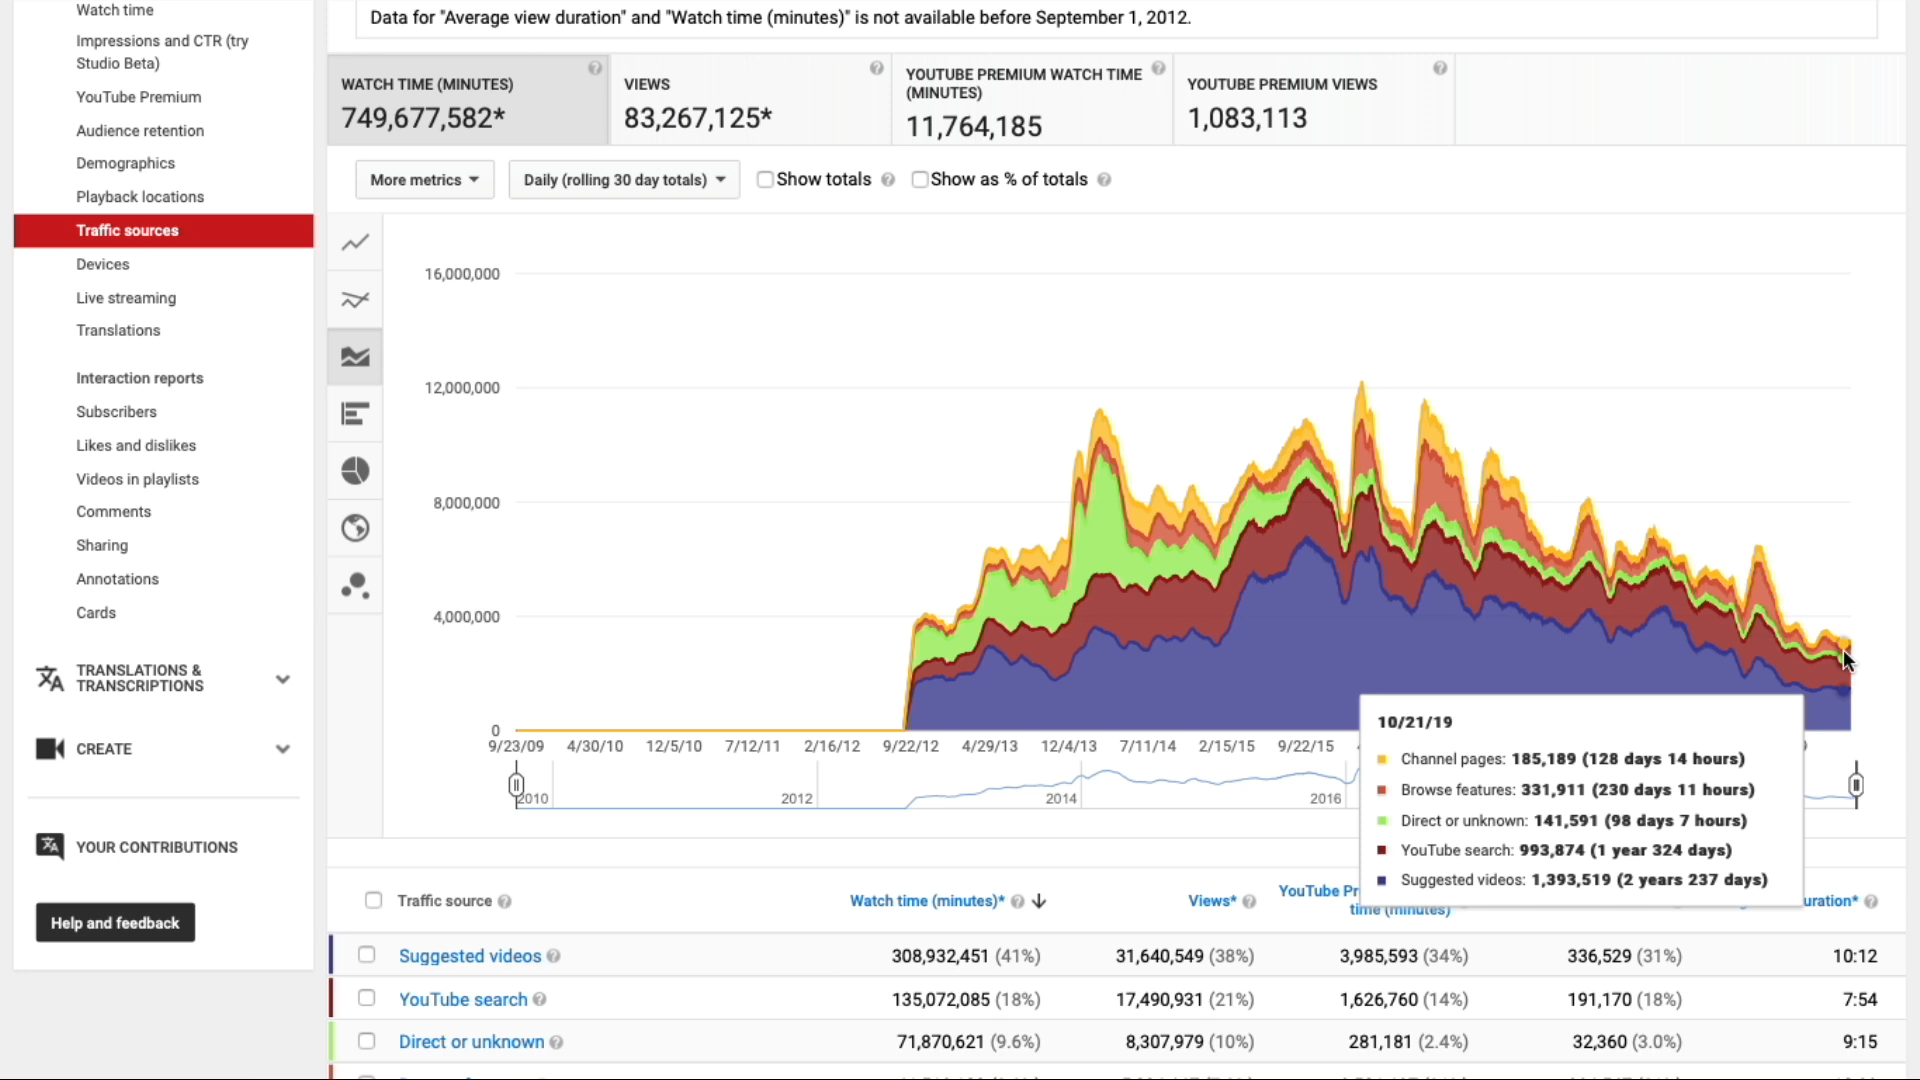 Watch time
Impressions and CTR (try
Studio Beta)
YouTube Premium
Audience retention
Demographics
Playback locations
Traffic sources
Devices
Live streaming
Translations
Interaction reports
Subscribers
Likes and dislikes
Videos in playlists
Comments
Sharing
Annotations
Cards
TRANSLATIONS &
TRANSCRIPTIONS
CREATE
YOUR CONTRIBUTIONS
Help and feedback
Data for "Average view duration" and "Watch time (minutes)" is not available before September 1, 2012.
WATCH TIME (MINUTES)
749,677,582*
VIEWS
83,267,125*
YOUTUBE PREMIUM WATCH TIME
(MINUTES)
11,764,185
YOUTUBE PREMIUM VIEWS
1,083,113
More metrics
Daily (rolling 30 day totals)
Show totals
Show as % of totals
16,000,000
12,000,000
8,000,000
4,000,000
0
9/23/09 4/30/10 12/5/10 7/12/11 2/16/12 9/22/12 4/29/13 12/4/13 7/11/14 2/15/15 9/22/15
2010 2012 2014 2016
10/21/19
Channel pages: 185,189 (128 days 14 hours)
Browse features: 331,911 (230 days 11 hours)
Direct or unknown: 141,591 (98 days 7 hours)
YouTube search: 993,874 (1 year 324 days)
Suggested videos: 1,393,519 (2 years 237 days)
Traffic source Watch time (minutes)* Views* YouTube Pr
time (minutes)
uration*
Suggested videos 308,932,451 (41%) 31,640,549 (38%) 3,985,593 (34%) 336,529 (31%) 10:12
YouTube search 135,072,085 (18%) 17,490,931 (21%) 1,626,760 (14%) 191,170 (18%) 7:54
Direct or unknown 71,870,621 (9.6%) 8,307,979 (10%) 281,181 (2.4%) 32,360 (3.0%) 9:15